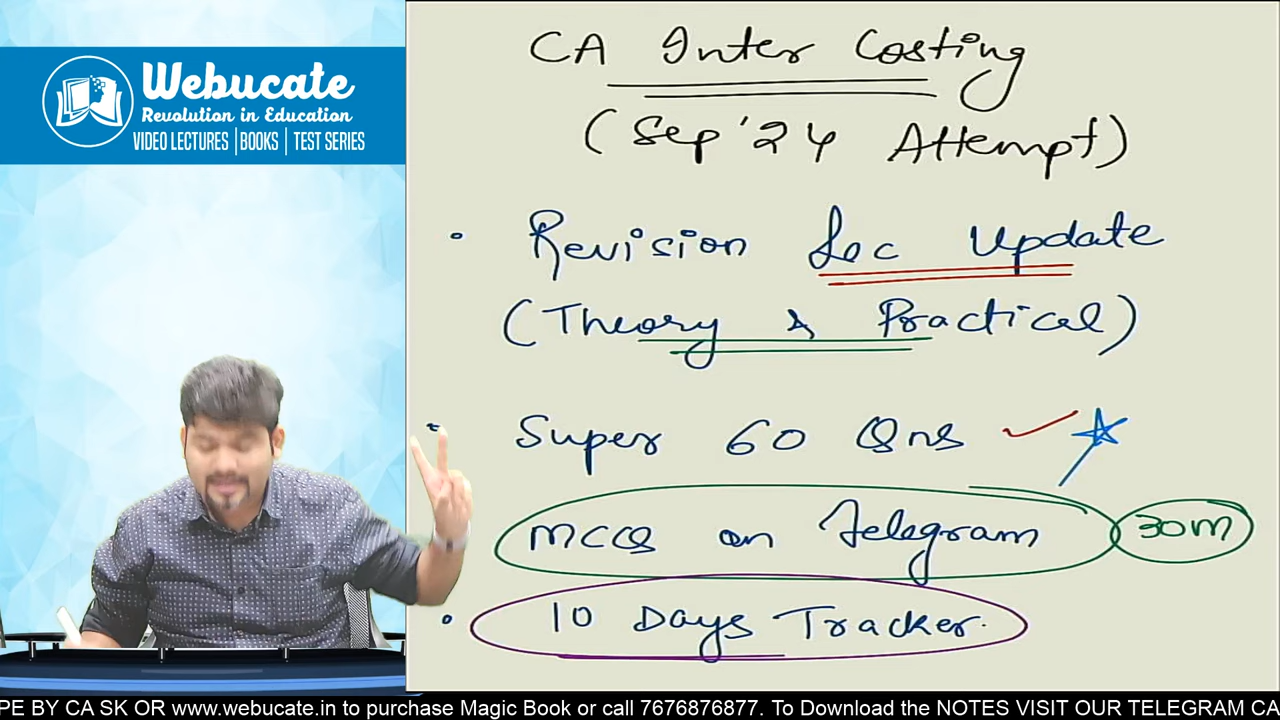 Webucate
Revolution in Education
VIDEO LECTURES | BOOKS | TEST SERIES
CA Inter Costing
(Sep '24 Attempt)
• Revision Lec Update
(Theory & Practical)
Super 60 Qns
MCQs on Telegram 30M
• 10 Days Tracker.
PE BY CA SK OR www.webucate.in to purchase Magic Book or call 7676876877. To Download the NOTES VISIT OUR TELEGRAM CA